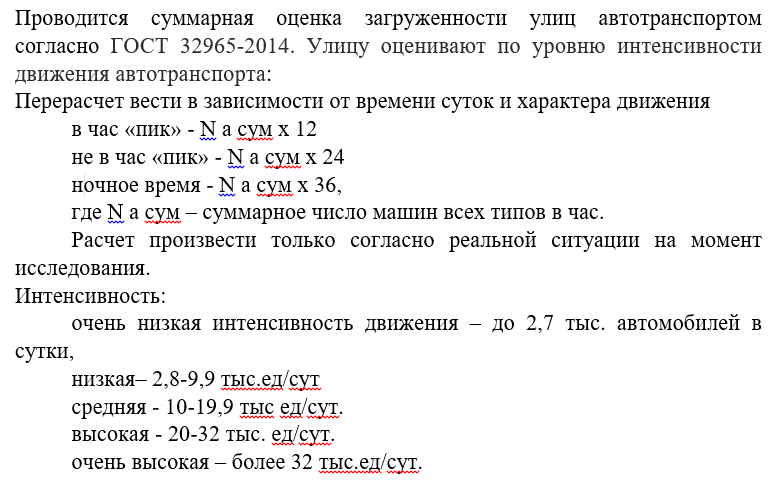 Проводится суммарная оценка загруженности улиц автотранспортом
согласно ГОСТ 32965-2014. Улицу оценивают по уровню интенсивности
движения автотранспорта:
Перерасчет вести в зависимости от времени суток и характера движения
в час «пик» - N а сум х 12
не в час «пик» - N а сум х 24
ночное время - N а сум х 36,
где N а сум – суммарное число машин всех типов в час.
Расчет произвести только согласно реальной ситуации на момент
исследования.
Интенсивность:
очень низкая интенсивность движения – до 2,7 тыс. автомобилей в
сутки,
низкая– 2,8-9,9 тыс.ед/сут
средняя - 10-19,9 тыс ед/сут.
высокая - 20-32 тыс. ед/сут.
очень высокая – более 32 тыс.ед/сут.